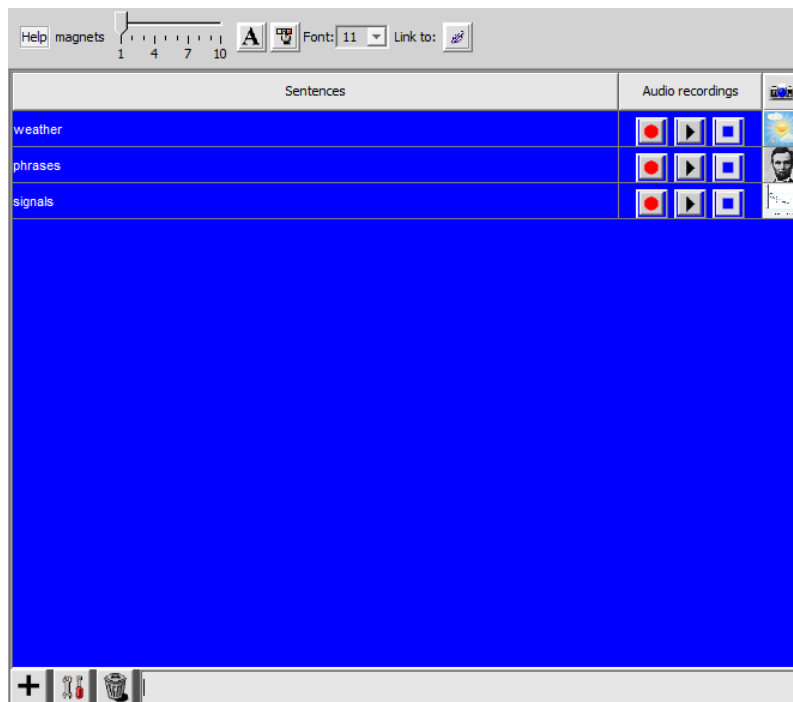 Help magnets 1 4 7 10 A Font: 11 Link to:
Sentences Audio recordings
weather
phrases
signals